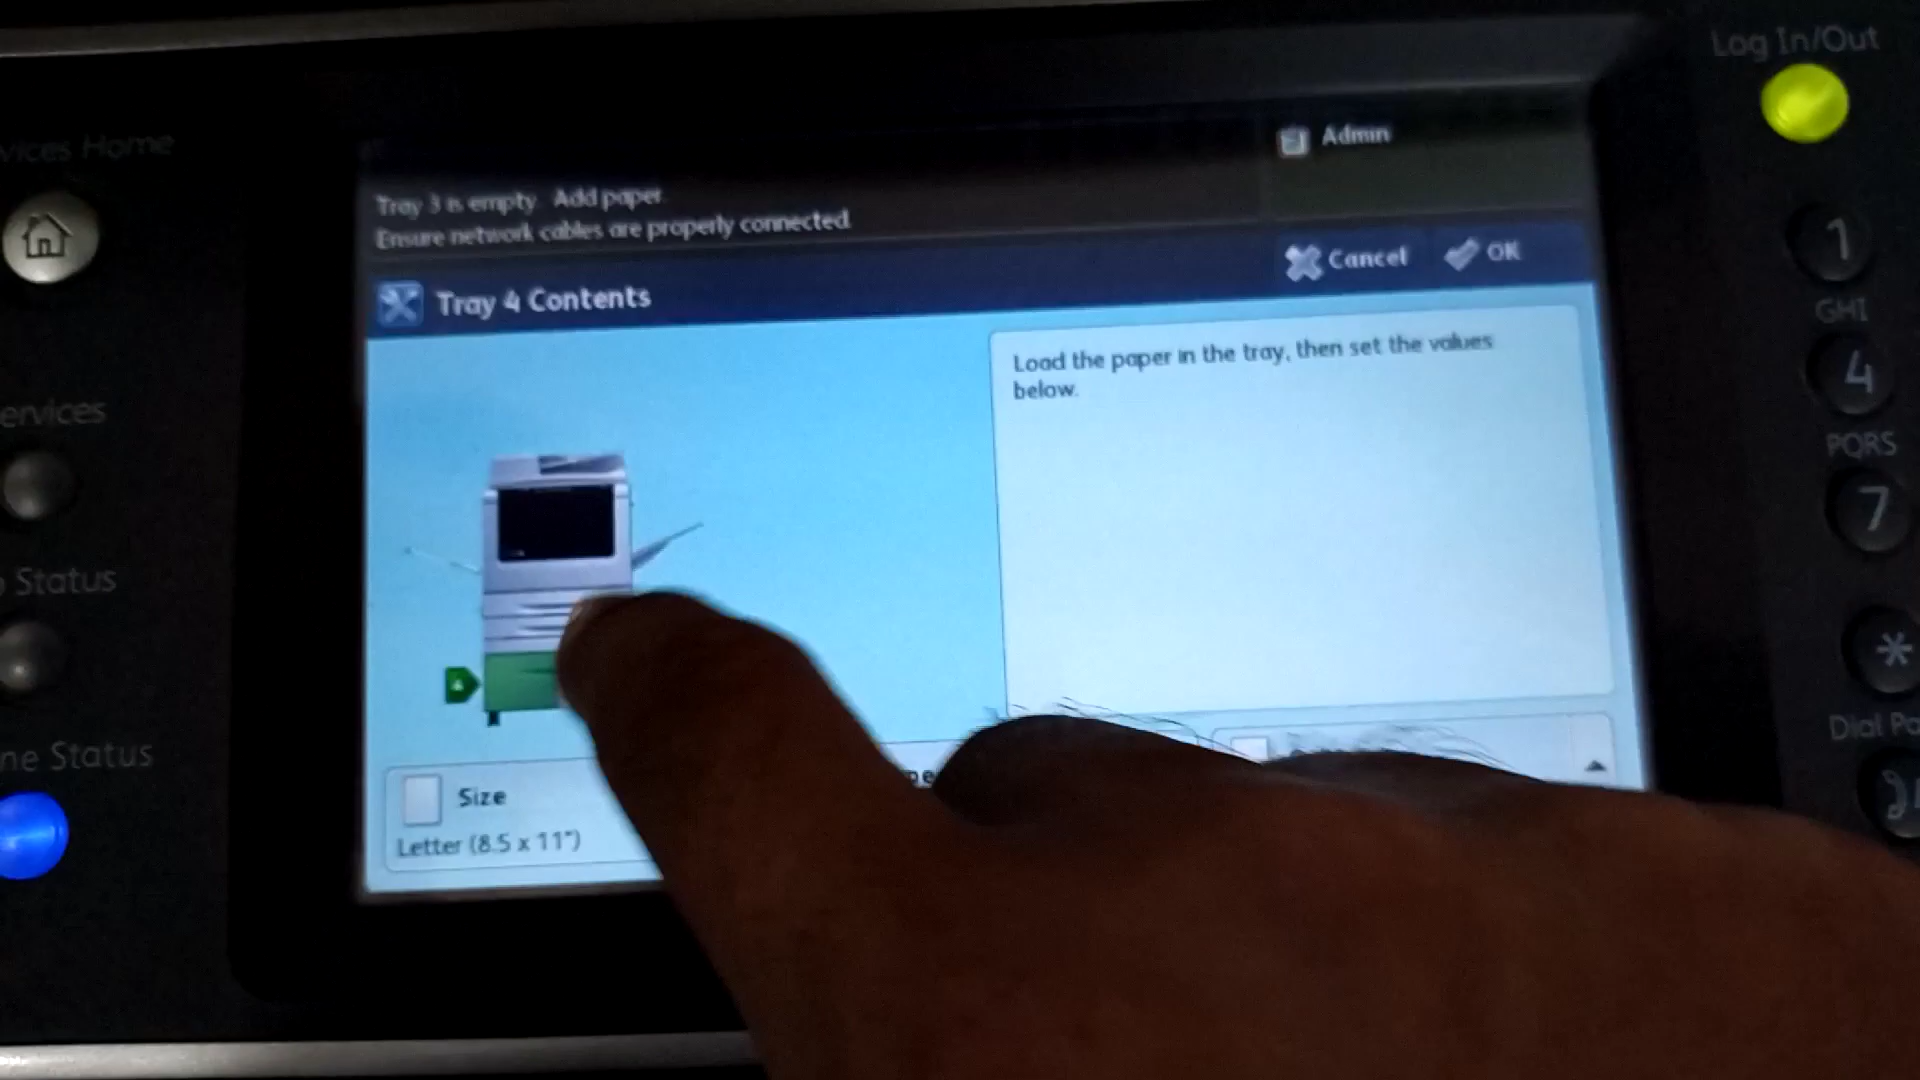 Log In/Out
vices Home
Admin
Tray 3 is empty. Add paper.
Ensure network cables are properly connected.
Cancel
OK
Tray 4 Contents
Load the paper in the tray, then set the values
below.
1
GHI
4
ervices
PQRS
7
Status
*
Dial Pa
ne Status
4
Size
Letter (8.5 x 11")